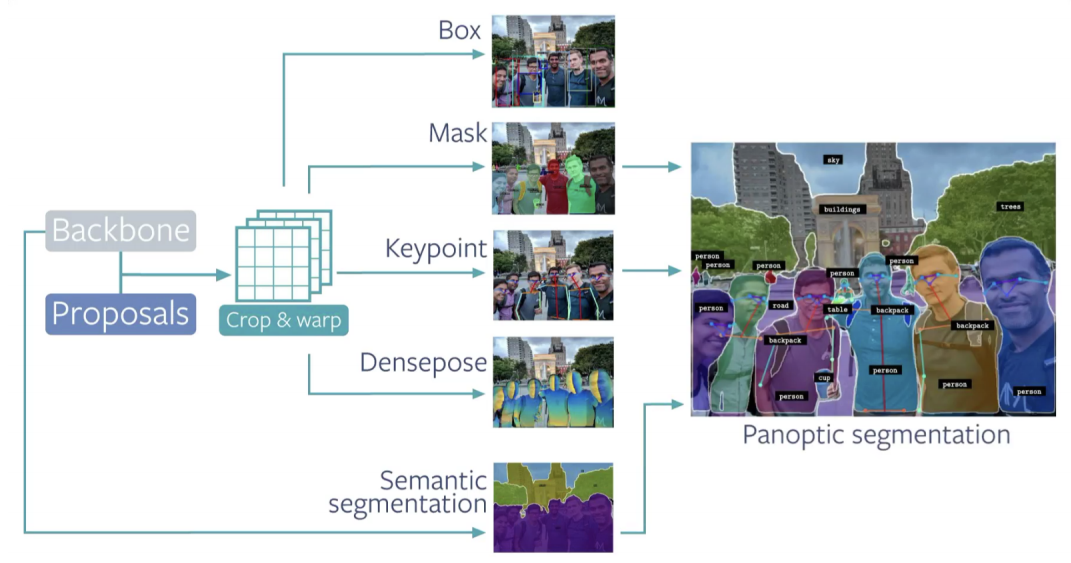 Box
Mask
Backbone
Keypoint
Proposals
Crop & warp
Densepose
Semantic
segmentation
sky
buildings
trees
person
person
person
person
person
person
road
table
backpack
backpack
backpack
cup
person
person
person
person
Panoptic segmentation